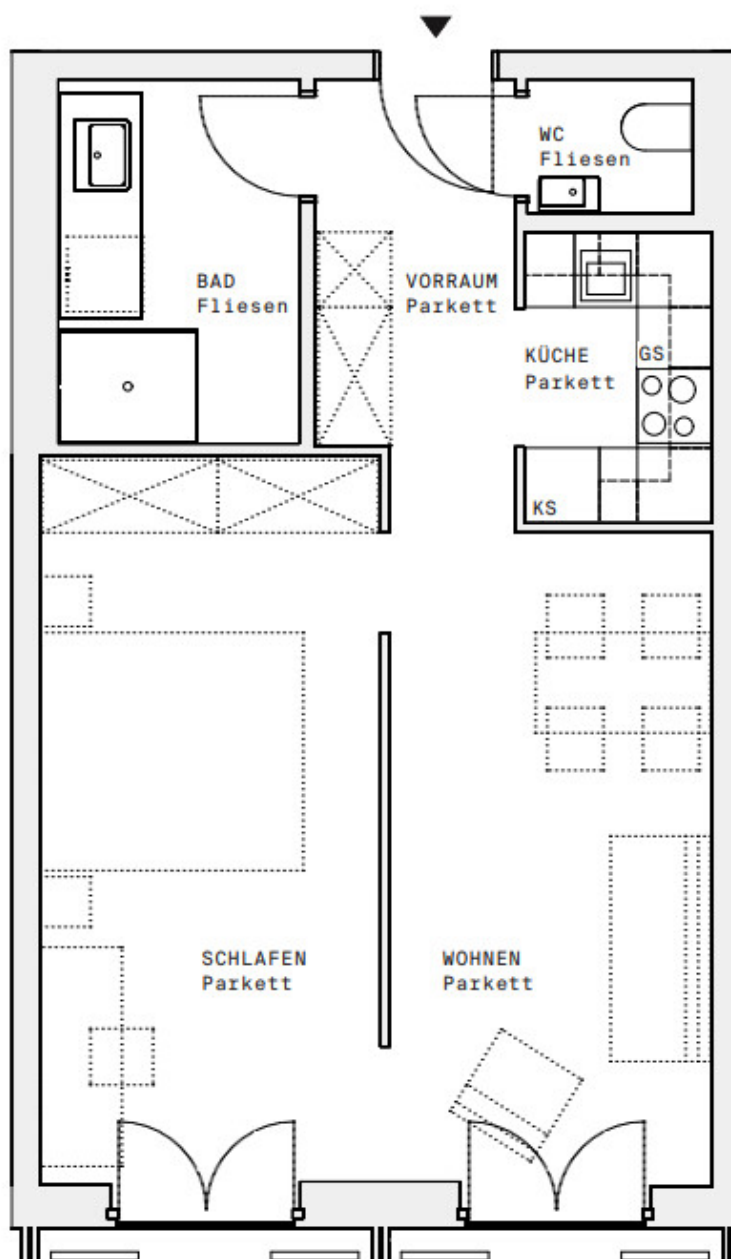 WC
Fliesen
BAD
Fliesen
VORRAUM
Parkett
KÜCHE
Parkett
GS
KS
SCHLAFEN
Parkett
WOHNEN
Parkett